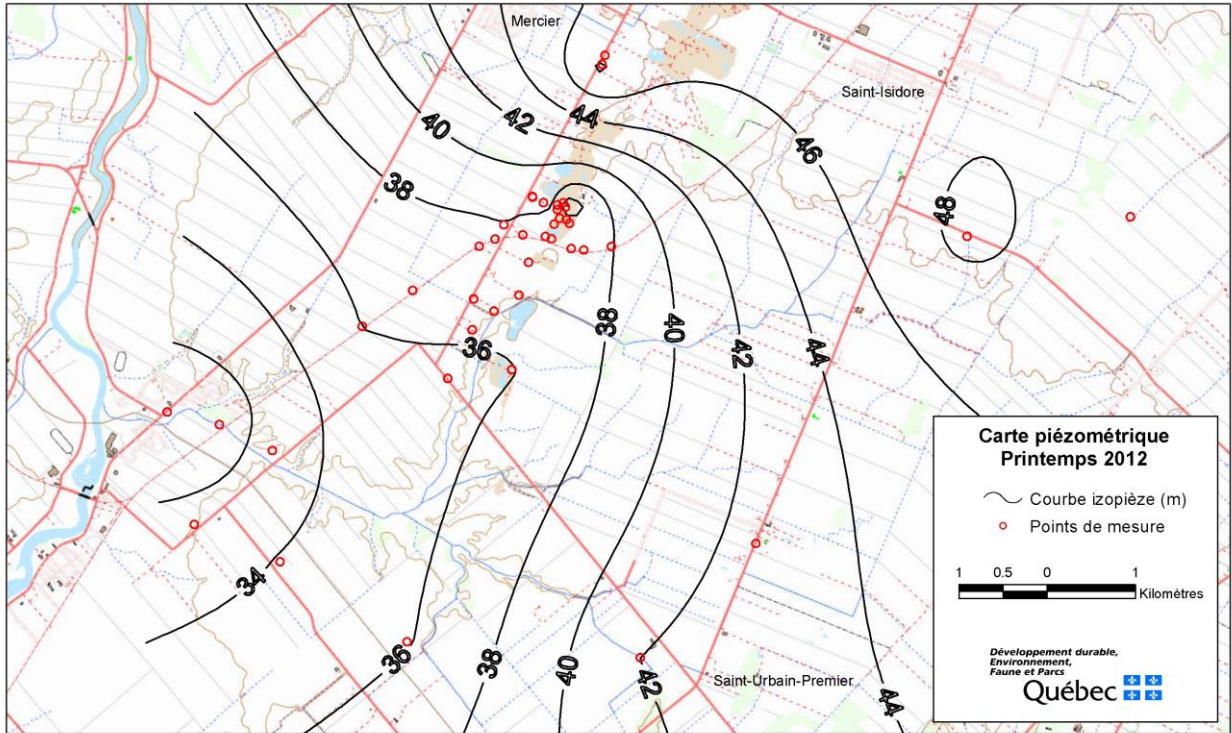 Mercier
Saint-Isidore
44
42
40
46
38
48
38
40
42
44
36
34
36
38
40
42
44
Saint-Urbain-Premier
Carte piézométrique
Printemps 2012
Courbe izopièze (m)
Points de mesure
1 0.5 0 1
Kilomètres
Développement durable,
Environnement,
Faune et Parcs
Québec